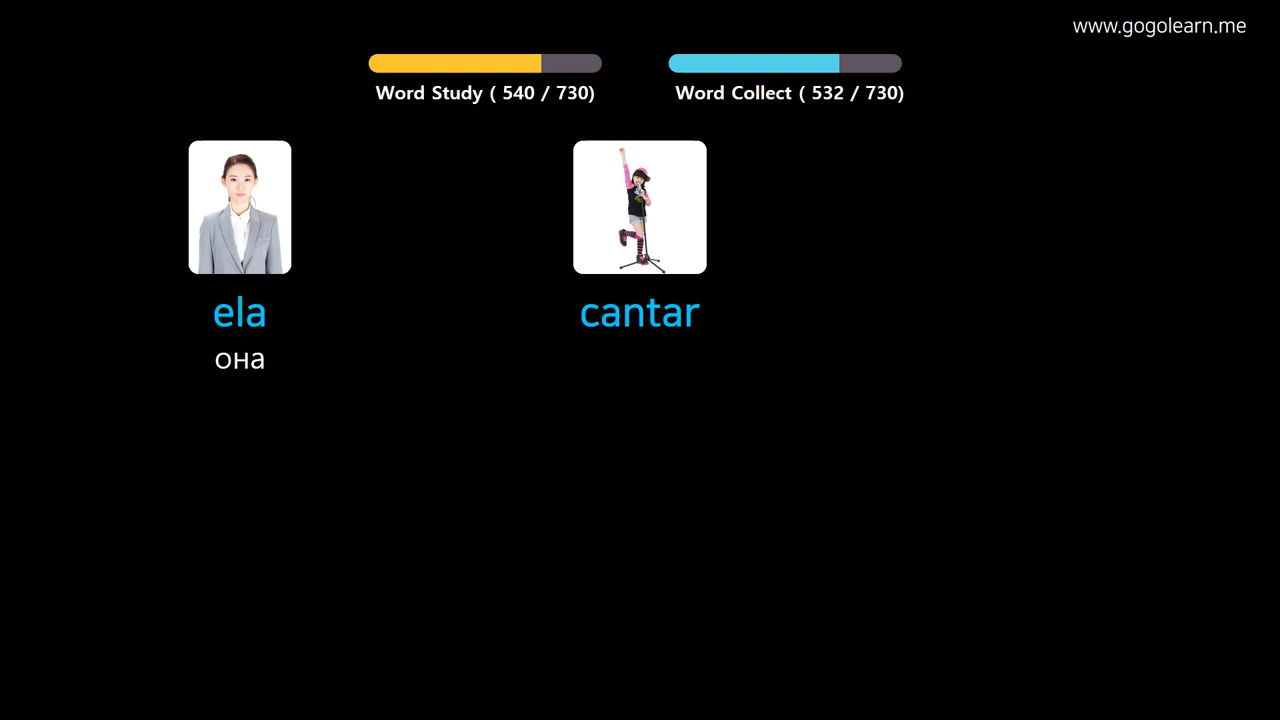 www.gogolearn.me
Word Study ( 540 / 730)
Word Collect ( 532 / 730)
ela
cantar
она